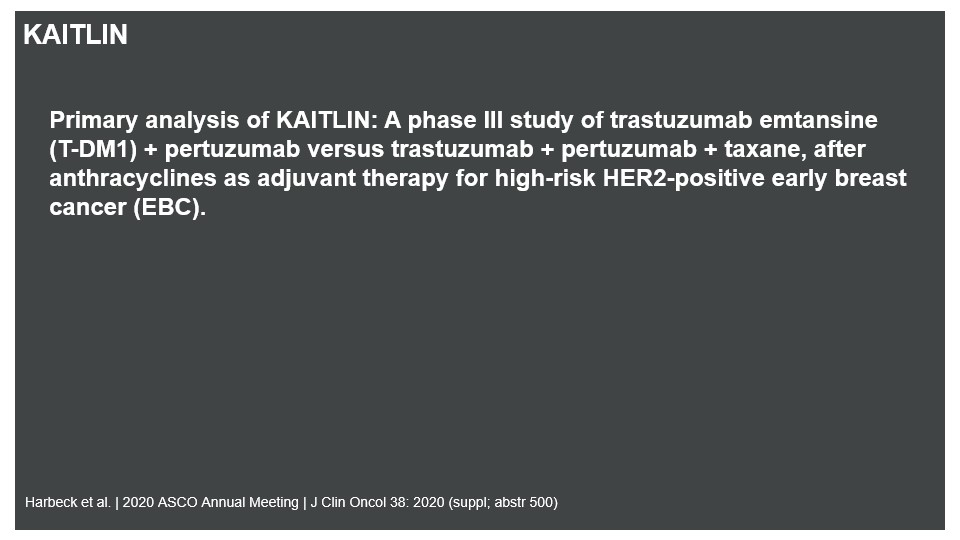 KAITLIN
Primary analysis of KAITLIN: A phase III study of trastuzumab emtansine
(T-DM1) + pertuzumab versus trastuzumab + pertuzumab + taxane, after
anthracyclines as adjuvant therapy for high-risk HER2-positive early breast
cancer (EBC).
Harbeck et al. | 2020 ASCO Annual Meeting | J Clin Oncol 38: 2020 (suppl; abstr 500)